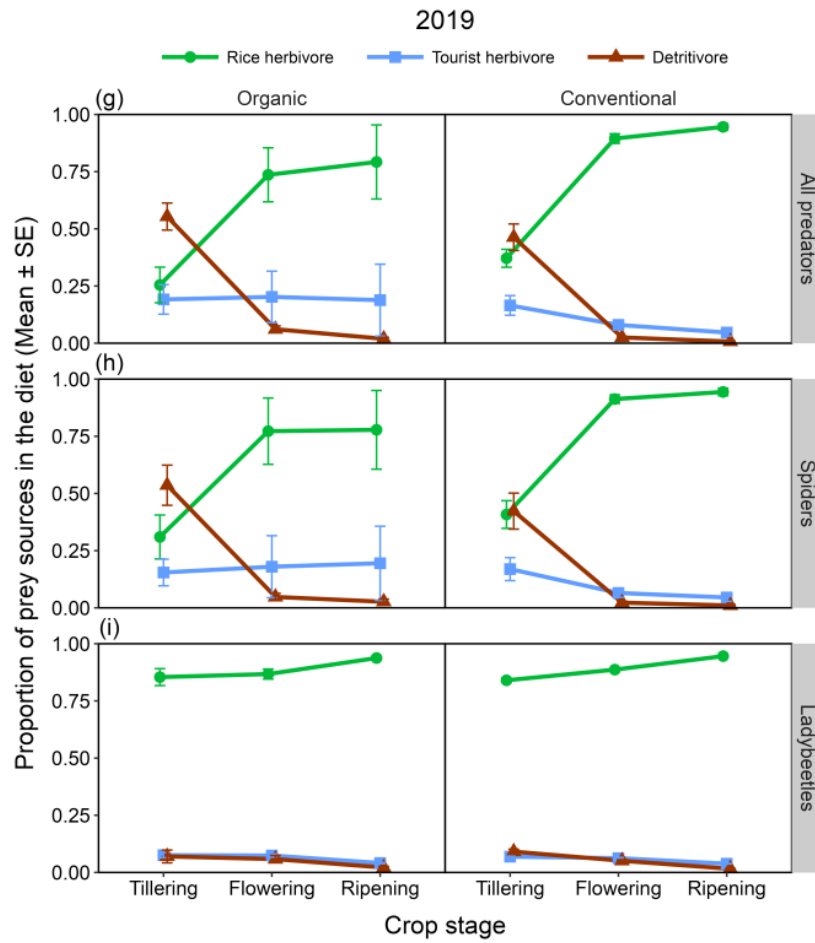 2019
Rice herbivore Tourist herbivore Detritivore
(g) Organic Conventional
1.00
0.75
0.50
0.25
0.00
All predators
(h)
1.00
0.75
0.50
0.25
0.00
Spiders
(i)
1.00
0.75
0.50
0.25
0.00
Ladybeetles
Proportion of prey sources in the diet (Mean ± SE)
Tillering Flowering Ripening Tillering Flowering Ripening
Crop stage